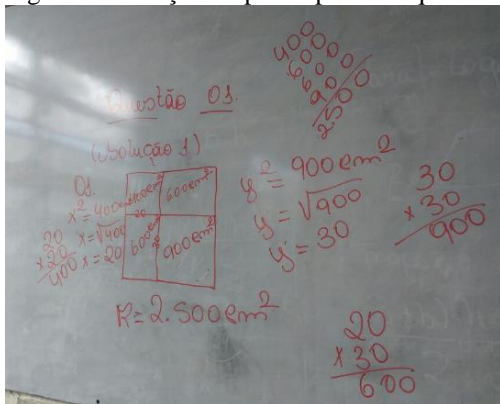 Questão 01.
(Solução 1)
01.
x² = 400cm²
x = √400
x = 20
20
x 20
400
400cm²
600cm²
20
600cm²
900cm²
R = 2.500cm²
400
600
600
900
2500
y² = 900cm²
y = √900
y = 30
30
x 30
900
20
x 30
600